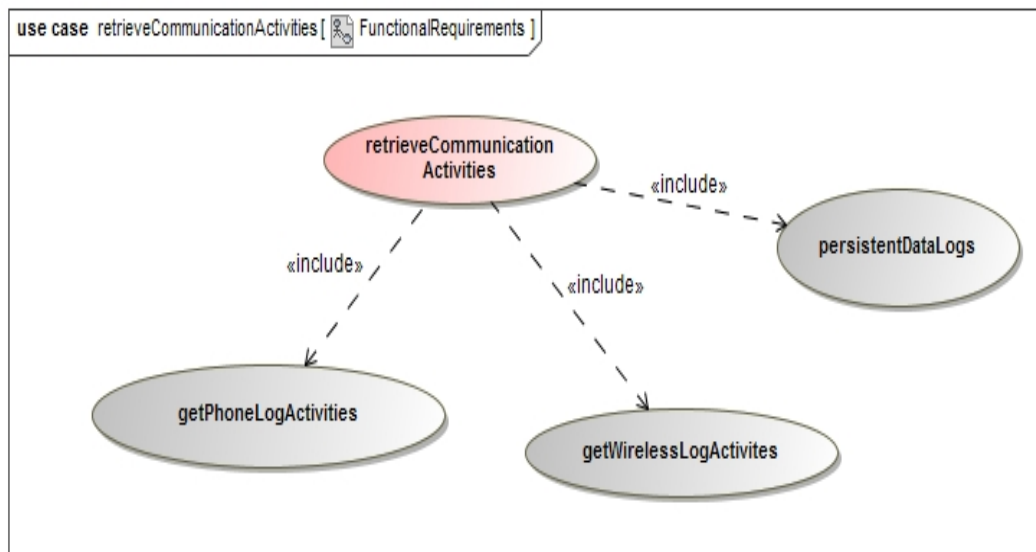 use case retrieveCommunicationActivities [ FunctionalRequirements ]
retrieveCommunication
Activities
«include»
persistentDataLogs
«include»
«include»
getPhoneLogActivities
getWirelessLogActivites